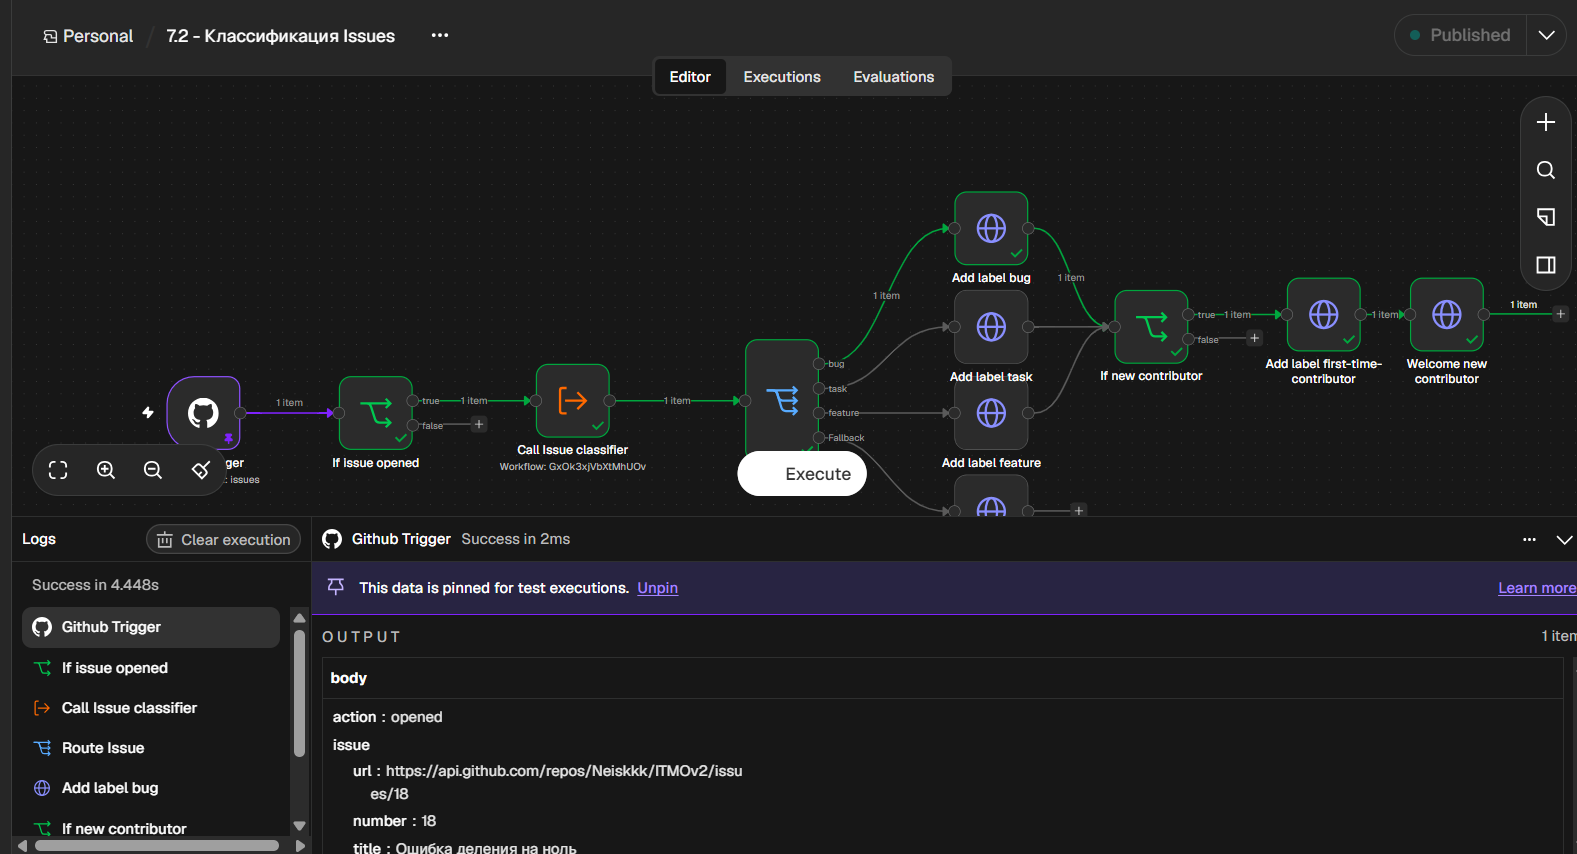 Personal / 7.2 - Классификация Issues ...
Published
Editor Executions Evaluations
Add label bug
1 item
1 item
Add label task
bug
task
feature
Fallback
Add label feature
If new contributor
true 1 item
false
Add label first-time-
contributor
1 item
Welcome new
contributor
1 item
1 item
ger
: issues
If issue opened
true 1 item
false
Call Issue classifier
Workflow: GxOk3xjVbXtMhUOv
1 item
Execute
Logs
Clear execution
Success in 4.448s
Github Trigger
If issue opened
Call Issue classifier
Route Issue
Add label bug
If new contributor
Github Trigger Success in 2ms
This data is pinned for test executions. Unpin
Learn more
OUTPUT
1 item
body
action : opened
issue
url : https://api.github.com/repos/Neiskkk/ITMOv2/issu
es/18
number : 18
title : Ошибка деления на ноль